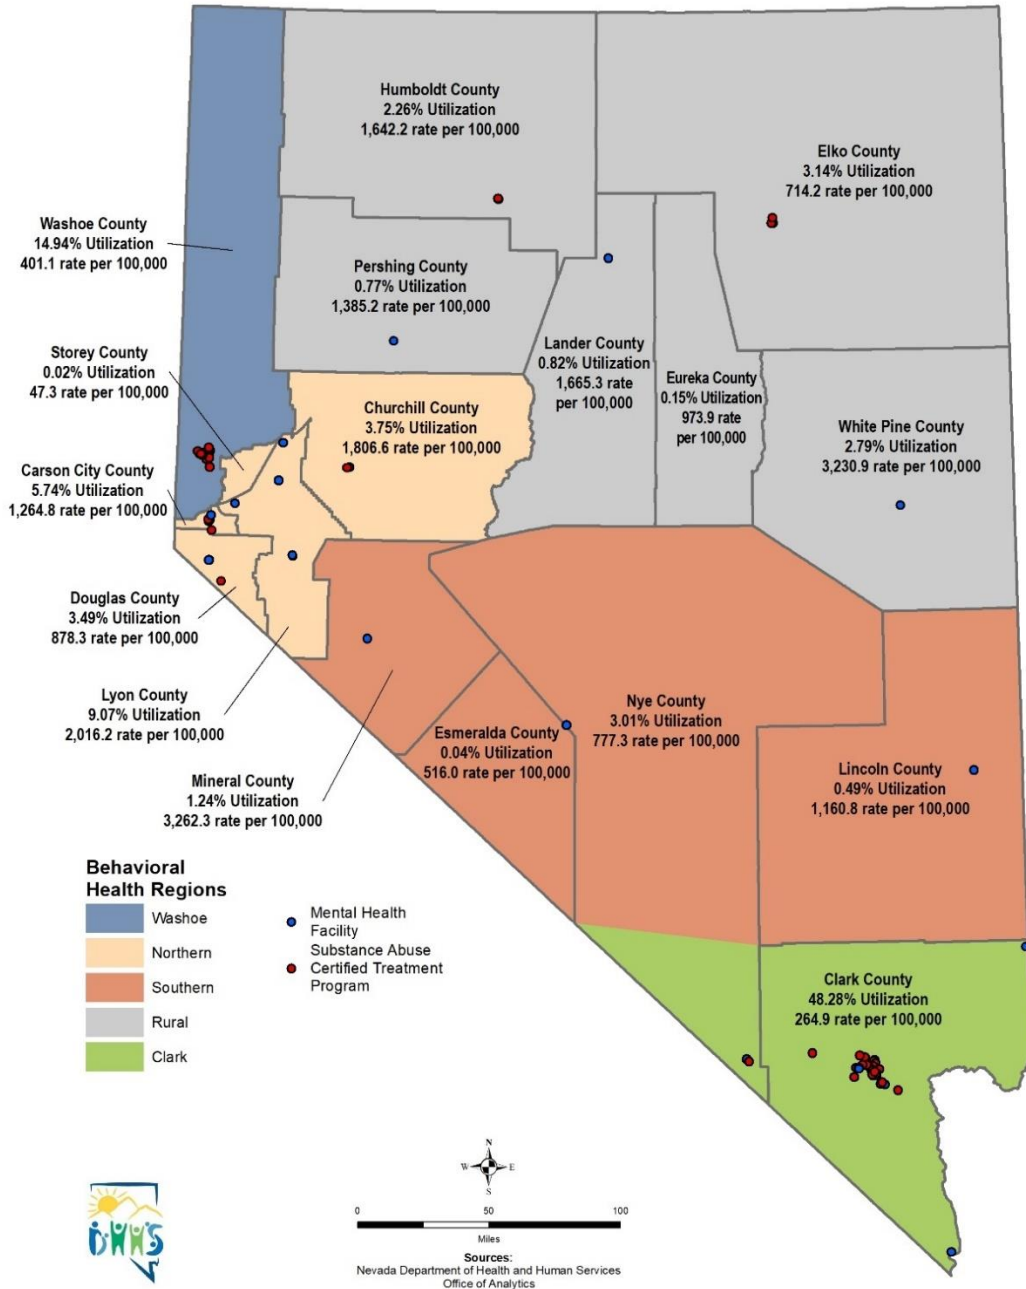 Humboldt County
2.26% Utilization
1,642.2 rate per 100,000
Elko County
3.14% Utilization
714.2 rate per 100,000
Washoe County
14.94% Utilization
401.1 rate per 100,000
Pershing County
0.77% Utilization
1,385.2 rate per 100,000
Lander County
0.82% Utilization
1,665.3 rate
per 100,000
Eureka County
0.15% Utilization
973.9 rate
per 100,000
Storey County
0.02% Utilization
47.3 rate per 100,000
Churchill County
3.75% Utilization
1,806.6 rate per 100,000
White Pine County
2.79% Utilization
3,230.9 rate per 100,000
Carson City County
5.74% Utilization
1,264.8 rate per 100,000
Douglas County
3.49% Utilization
878.3 rate per 100,000
Lyon County
9.07% Utilization
2,016.2 rate per 100,000
Nye County
3.01% Utilization
777.3 rate per 100,000
Esmeralda County
0.04% Utilization
516.0 rate per 100,000
Lincoln County
0.49% Utilization
1,160.8 rate per 100,000
Mineral County
1.24% Utilization
3,262.3 rate per 100,000
Clark County
48.28% Utilization
264.9 rate per 100,000
Behavioral
Health Regions
Washoe
Northern
Southern
Rural
Clark
Mental Health
Facility
Substance Abuse
Certified Treatment
Program
N
W E
S
0 50 100
Miles
Sources:
Nevada Department of Health and Human Services
Office of Analytics
DHHS